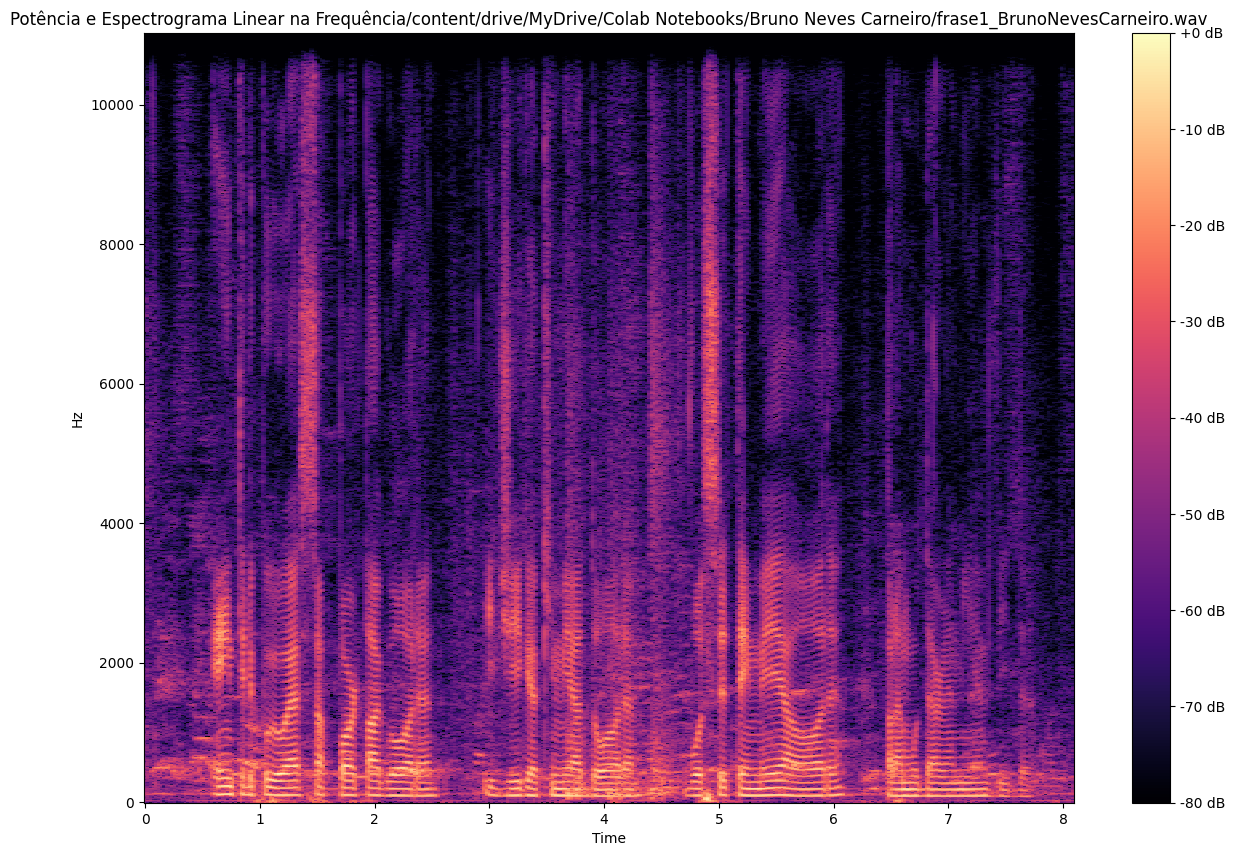 Potência e Espectrograma Linear na Frequência/content/drive/MyDrive/Colab Notebooks/Bruno Neves Carneiro/frase1_BrunoNevesCarneiro.wav
+0 dB
10000
-10 dB
8000
-20 dB
-30 dB
6000
Hz
-40 dB
4000
-50 dB
-60 dB
2000
-70 dB
0
-80 dB
0 1 2 3 4 5 6 7 8
Time